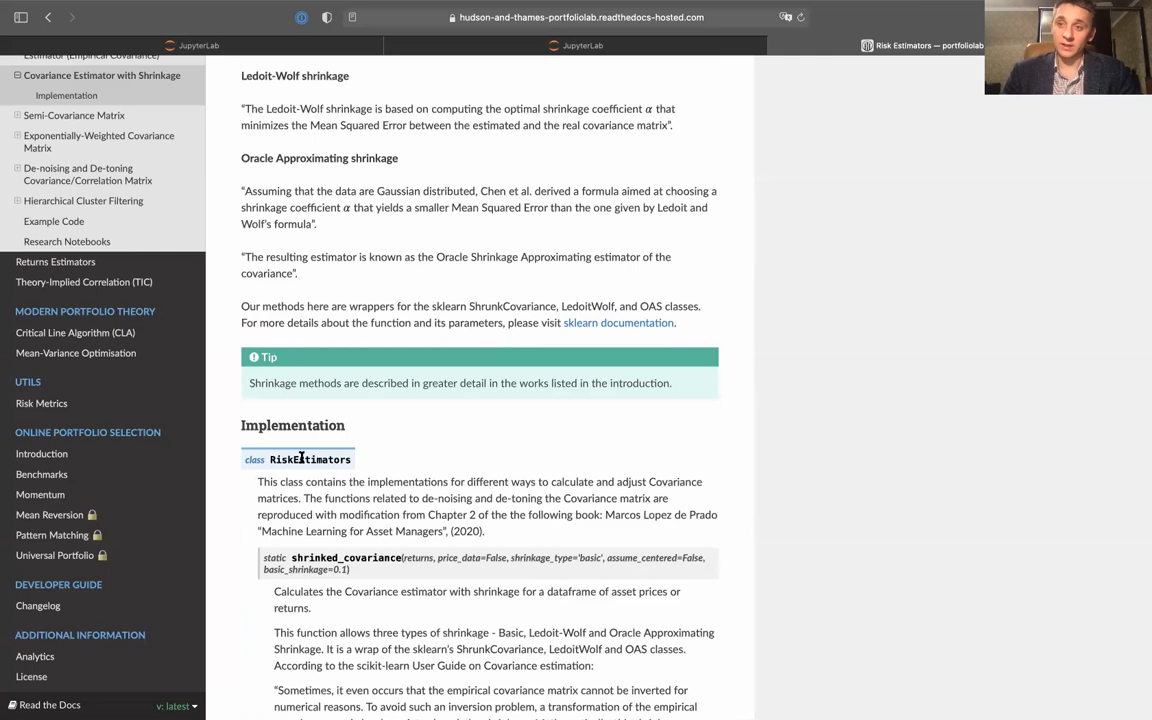 hudson-and-thames-portfoliolab.readthedocs-hosted.com
JupyterLab
JupyterLab
Risk Estimators — portfoliolab
Estimator (Empirical Covariance)
Covariance Estimator with Shrinkage
Implementation
Semi-Covariance Matrix
Exponentially-Weighted Covariance
Matrix
De-noising and De-toning
Covariance/Correlation Matrix
Hierarchical Cluster Filtering
Example Code
Research Notebooks
Returns Estimators
Theory-Implied Correlation (TIC)
MODERN PORTFOLIO THEORY
Critical Line Algorithm (CLA)
Mean-Variance Optimisation
UTILS
Risk Metrics
ONLINE PORTFOLIO SELECTION
Introduction
Benchmarks
Momentum
Mean Reversion
Pattern Matching
Universal Portfolio
DEVELOPER GUIDE
Changelog
ADDITIONAL INFORMATION
Analytics
License
Read the Docs
v: latest
Ledoit-Wolf shrinkage
“The Ledoit-Wolf shrinkage is based on computing the optimal shrinkage coefficient α that
minimizes the Mean Squared Error between the estimated and the real covariance matrix”.
Oracle Approximating shrinkage
“Assuming that the data are Gaussian distributed, Chen et al. derived a formula aimed at choosing a
shrinkage coefficient α that yields a smaller Mean Squared Error than the one given by Ledoit and
Wolf’s formula”.
“The resulting estimator is known as the Oracle Shrinkage Approximating estimator of the
covariance”.
Our methods here are wrappers for the sklearn ShrunkCovariance, LedoitWolf, and OAS classes.
For more details about the function and its parameters, please visit sklearn documentation.
Tip
Shrinkage methods are described in greater detail in the works listed in the introduction.
Implementation
class RiskEstimators
This class contains the implementations for different ways to calculate and adjust Covariance
matrices. The functions related to de-noising and de-toning the Covariance matrix are
reproduced with modification from Chapter 2 of the the following book: Marcos Lopez de Prado
“Machine Learning for Asset Managers”, (2020).
static shrinked_covariance(returns, price_data=False, shrinkage_type='basic', assume_centered=False,
basic_shrinkage=0.1)
Calculates the Covariance estimator with shrinkage for a dataframe of asset prices or
returns.
This function allows three types of shrinkage - Basic, Ledoit-Wolf and Oracle Approximating
Shrinkage. It is a wrap of the sklearn’s ShrunkCovariance, LedoitWolf and OAS classes.
According to the scikit-learn User Guide on Covariance estimation:
“Sometimes, it even occurs that the empirical covariance matrix cannot be inverted for
numerical reasons. To avoid such an inversion problem, a transformation of the empirical